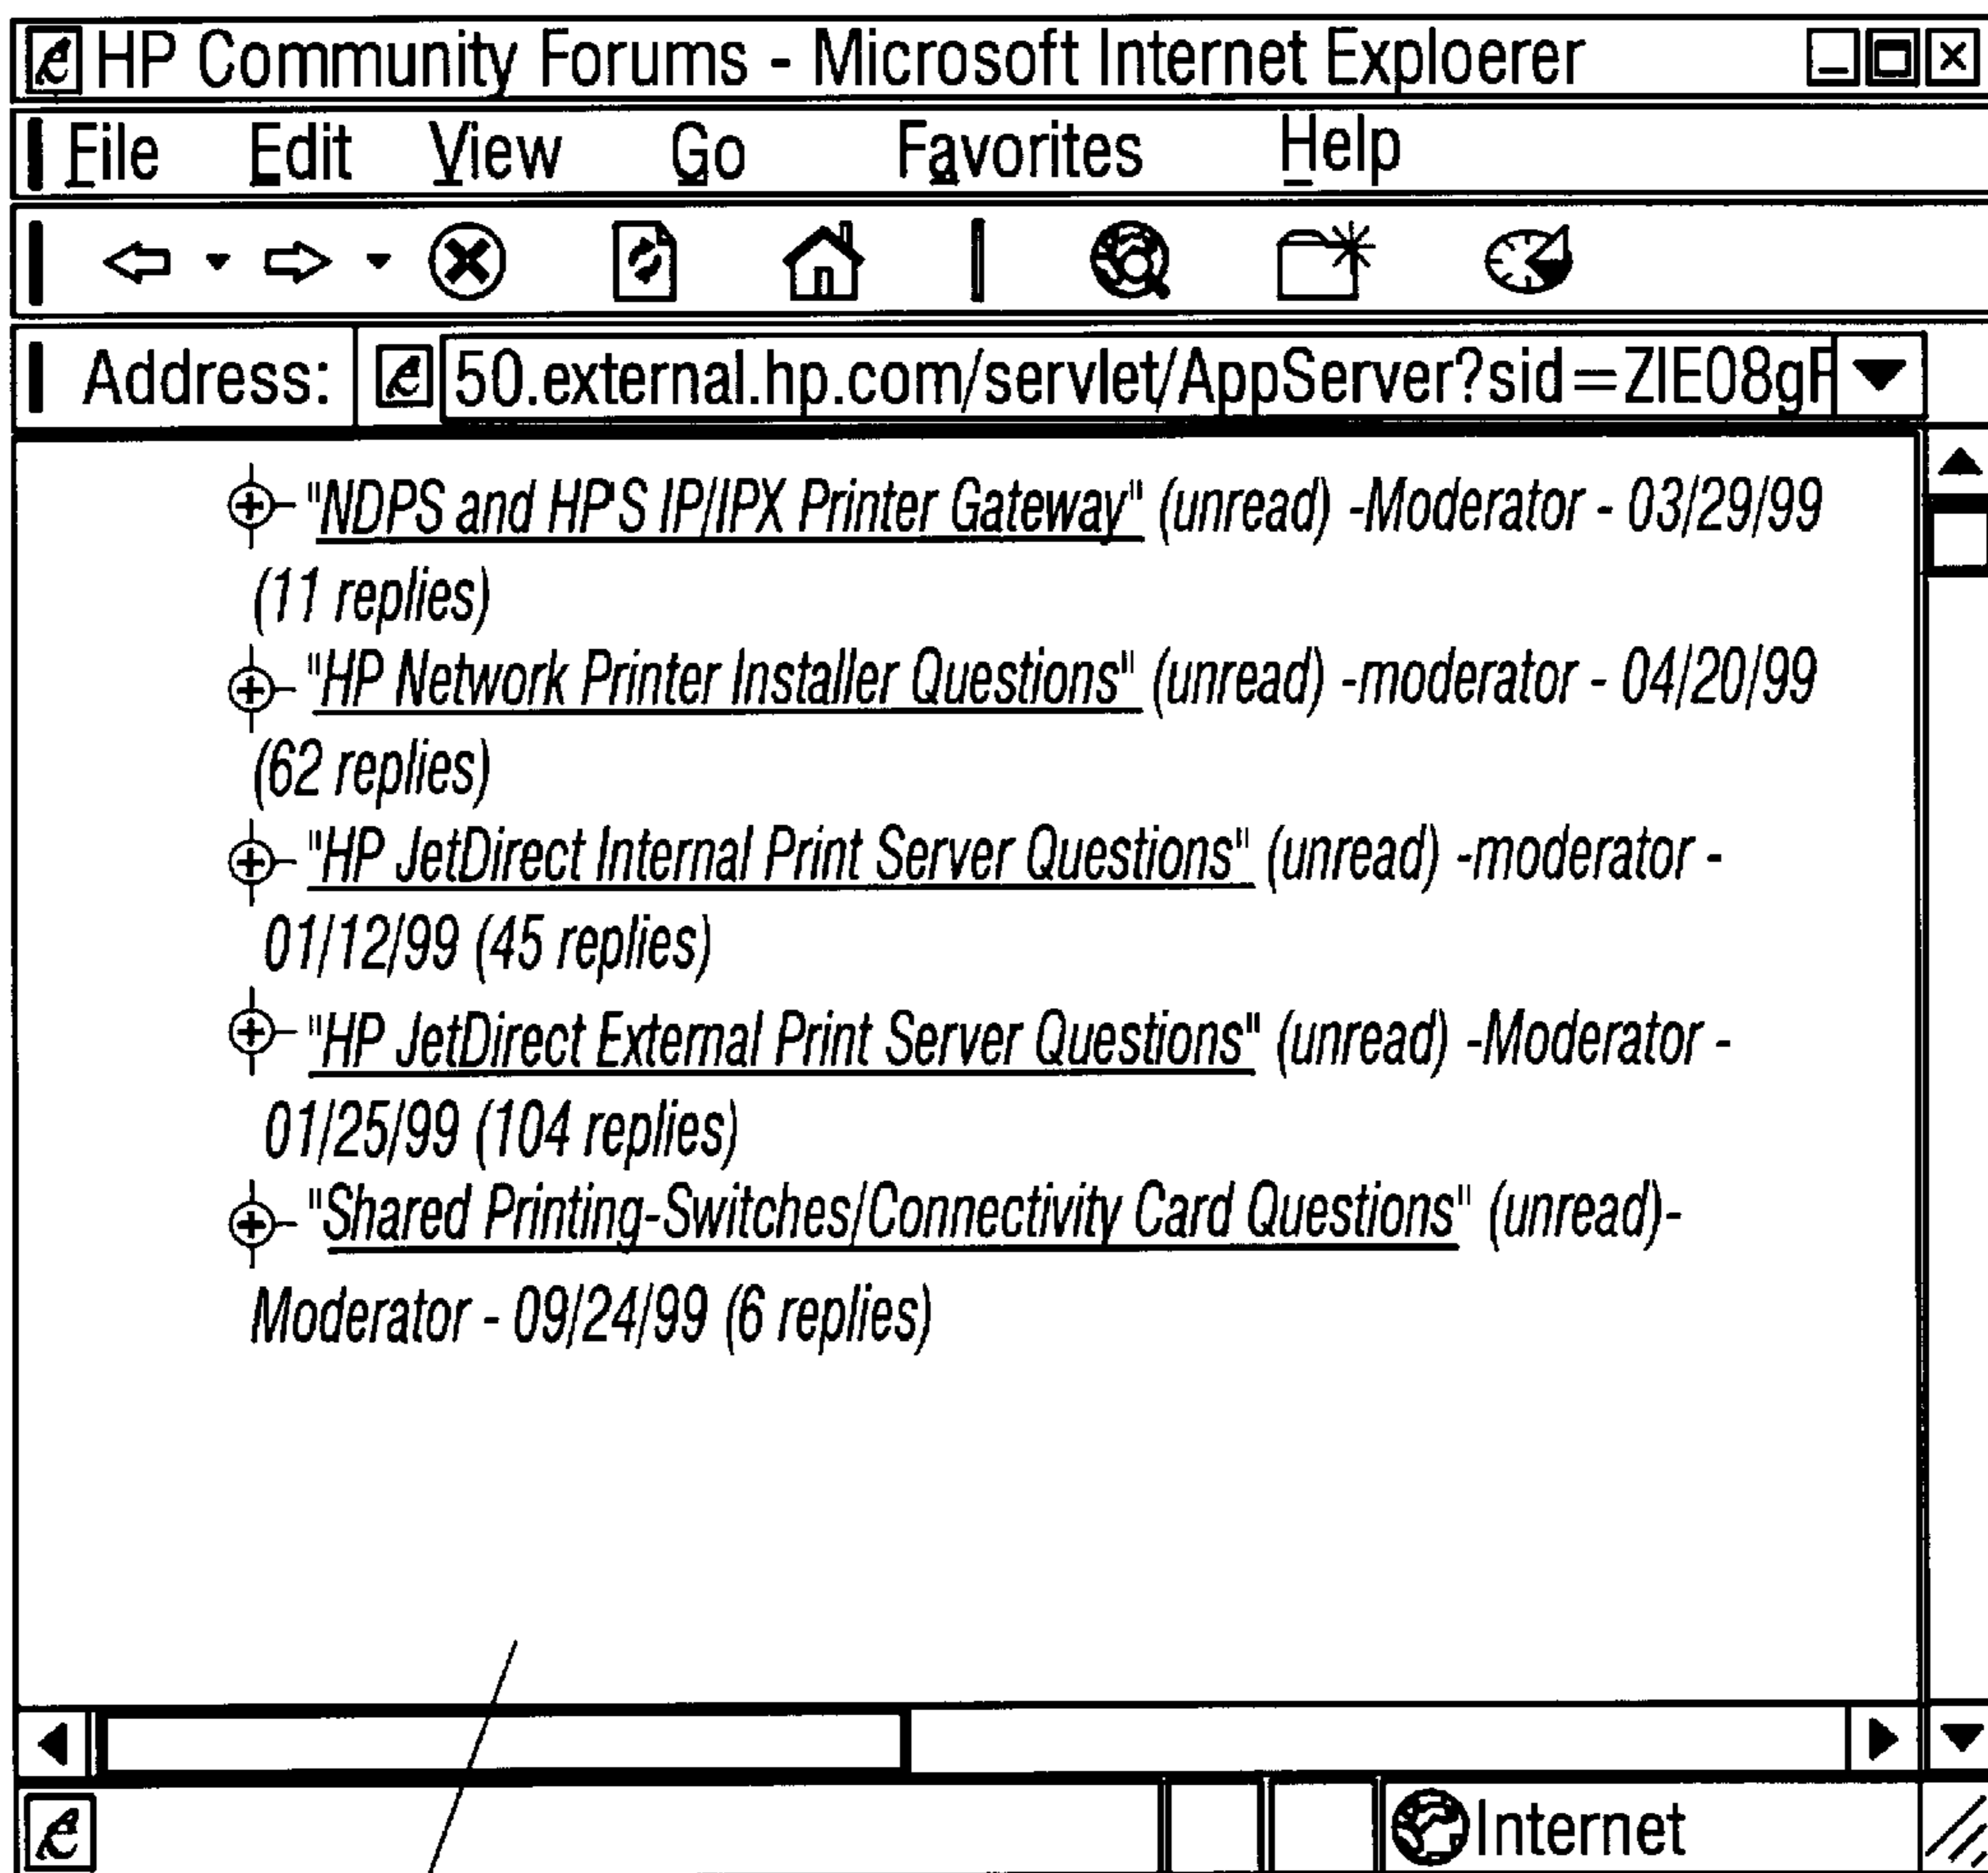 HP Community Forums - Microsoft Internet Exploerer
File Edit View Go Favorites Help
Address: 50.external.hp.com/servlet/AppServer?sid=ZIE08gF
"NDPS and HP'S IP/IPX Printer Gateway" (unread) -Moderator - 03/29/99
(11 replies)
"HP Network Printer Installer Questions" (unread) -moderator - 04/20/99
(62 replies)
"HP JetDirect Internal Print Server Questions" (unread) -moderator -
01/12/99 (45 replies)
"HP JetDirect External Print Server Questions" (unread) -Moderator -
01/25/99 (104 replies)
"Shared Printing-Switches/Connectivity Card Questions" (unread)-
Moderator - 09/24/99 (6 replies)
Internet